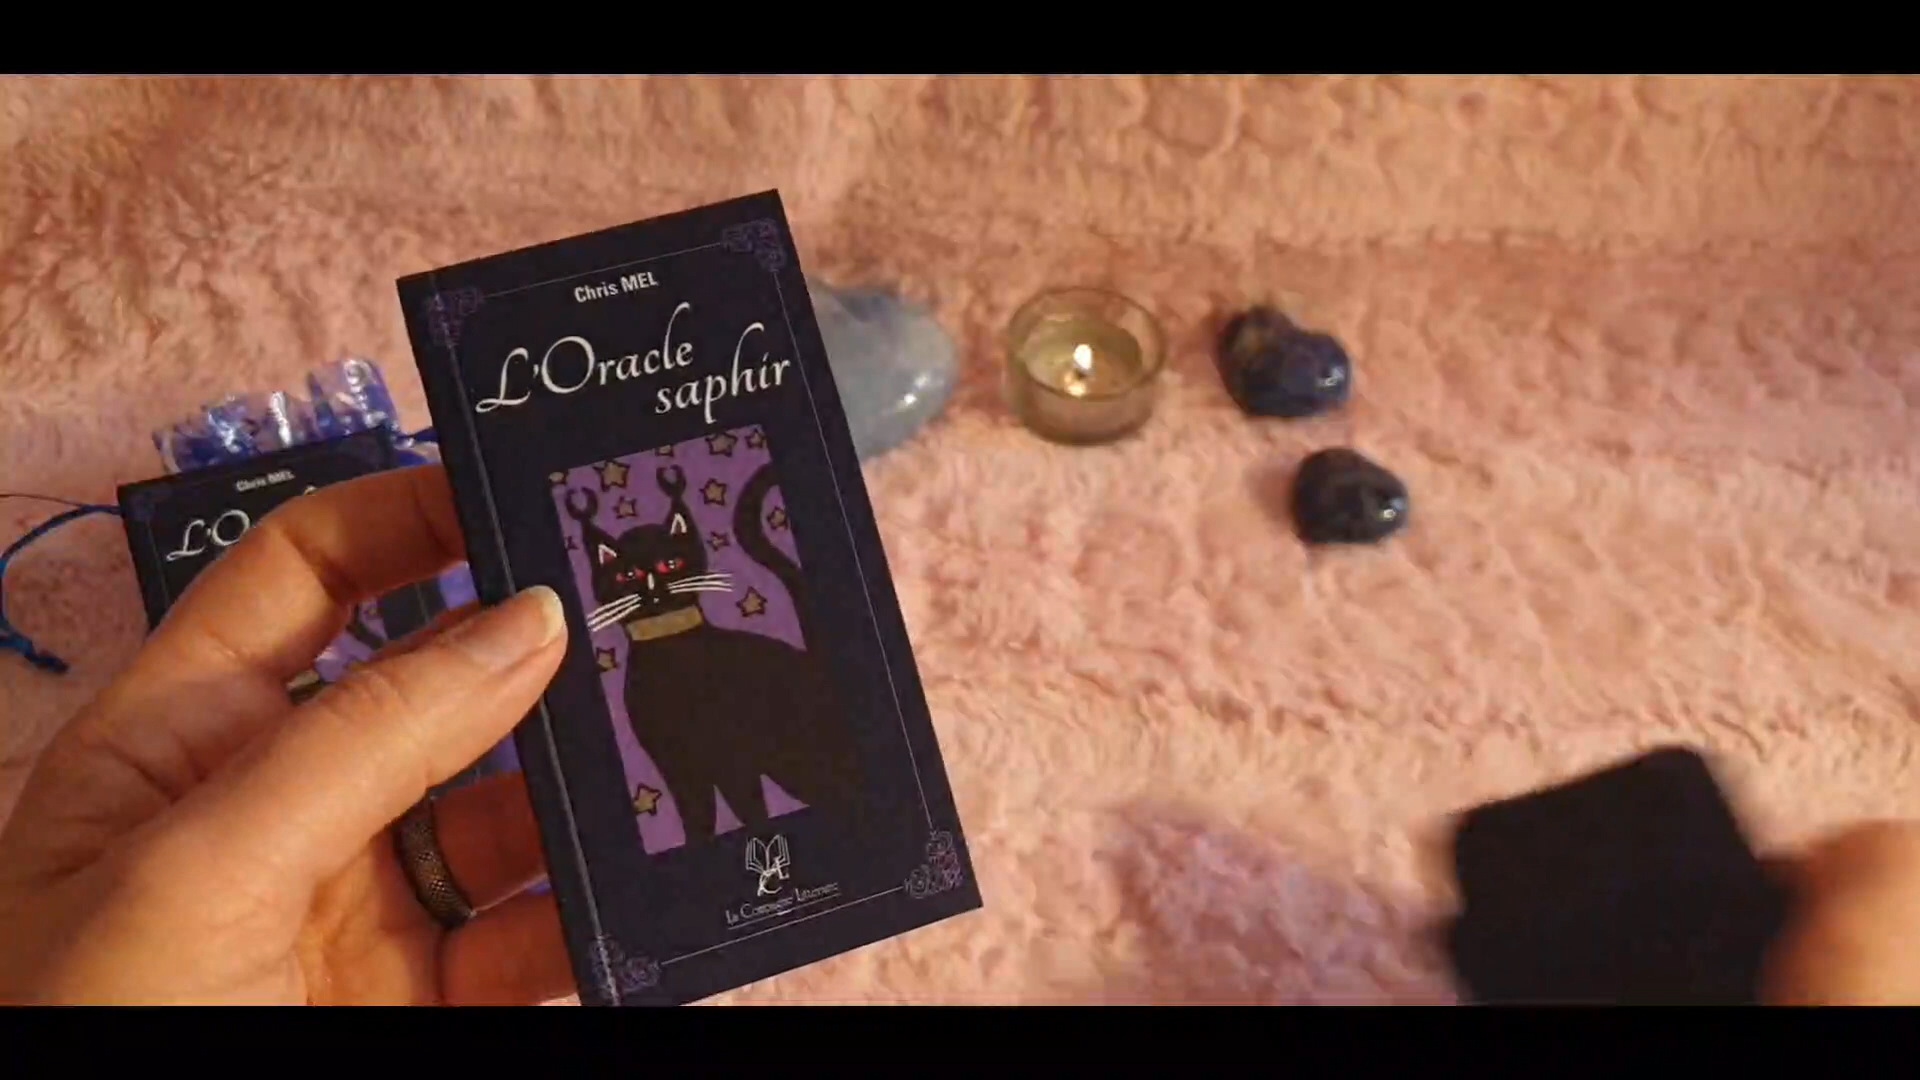 Chris MEL
L'Oracle
saphir
La Compagnie Littéraire
Chris MEL
L'O